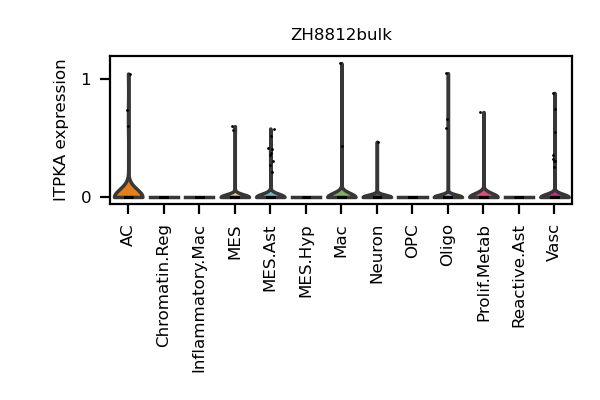 ZH8812bulk
ITPKA expression
1
0
AC
Chromatin.Reg
Inflammatory.Mac
MES
MES.Ast
MES.Hyp
Mac
Neuron
OPC
Oligo
Prolif.Metab
Reactive.Ast
Vasc